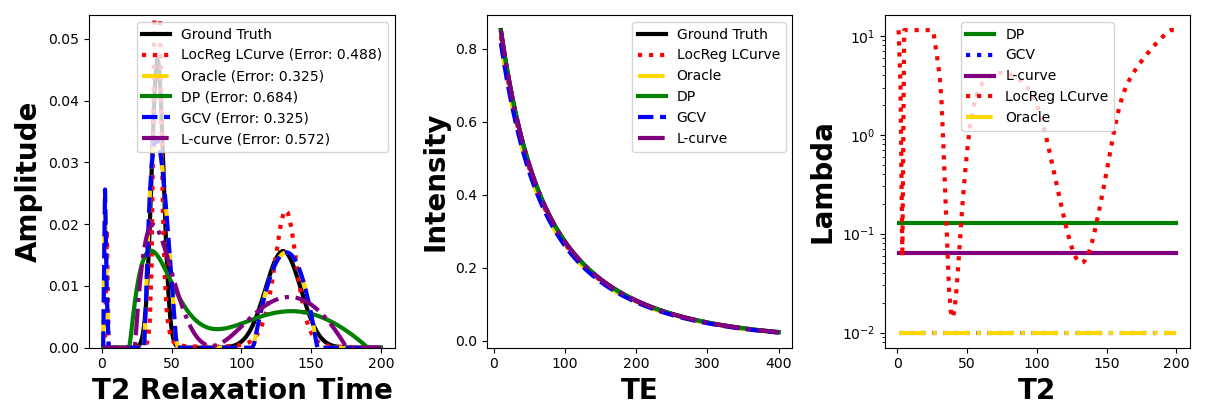 Amplitude
0.05
0.04
0.03
0.02
0.01
0.00
0
50
100
150
200
T2 Relaxation Time
Ground Truth
LocReg LCurve (Error: 0.488)
Oracle (Error: 0.325)
DP (Error: 0.684)
GCV (Error: 0.325)
L-curve (Error: 0.572)
Intensity
0.8
0.6
0.4
0.2
0.0
0
100
200
300
400
TE
Ground Truth
LocReg LCurve
Oracle
DP
GCV
L-curve
Lambda
10¹
10⁰
10⁻¹
10⁻²
0
50
100
150
200
T2
DP
GCV
L-curve
LocReg LCurve
Oracle